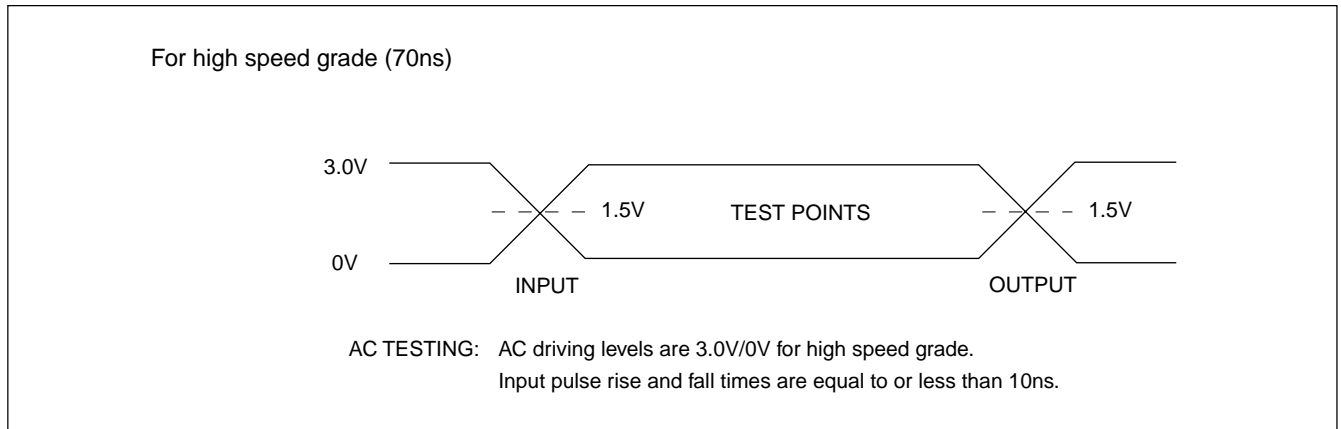 For high speed grade (70ns)
3.0V
1.5V
TEST POINTS
1.5V
0V
INPUT
OUTPUT
AC TESTING: AC driving levels are 3.0V/0V for high speed grade.
Input pulse rise and fall times are equal to or less than 10ns.